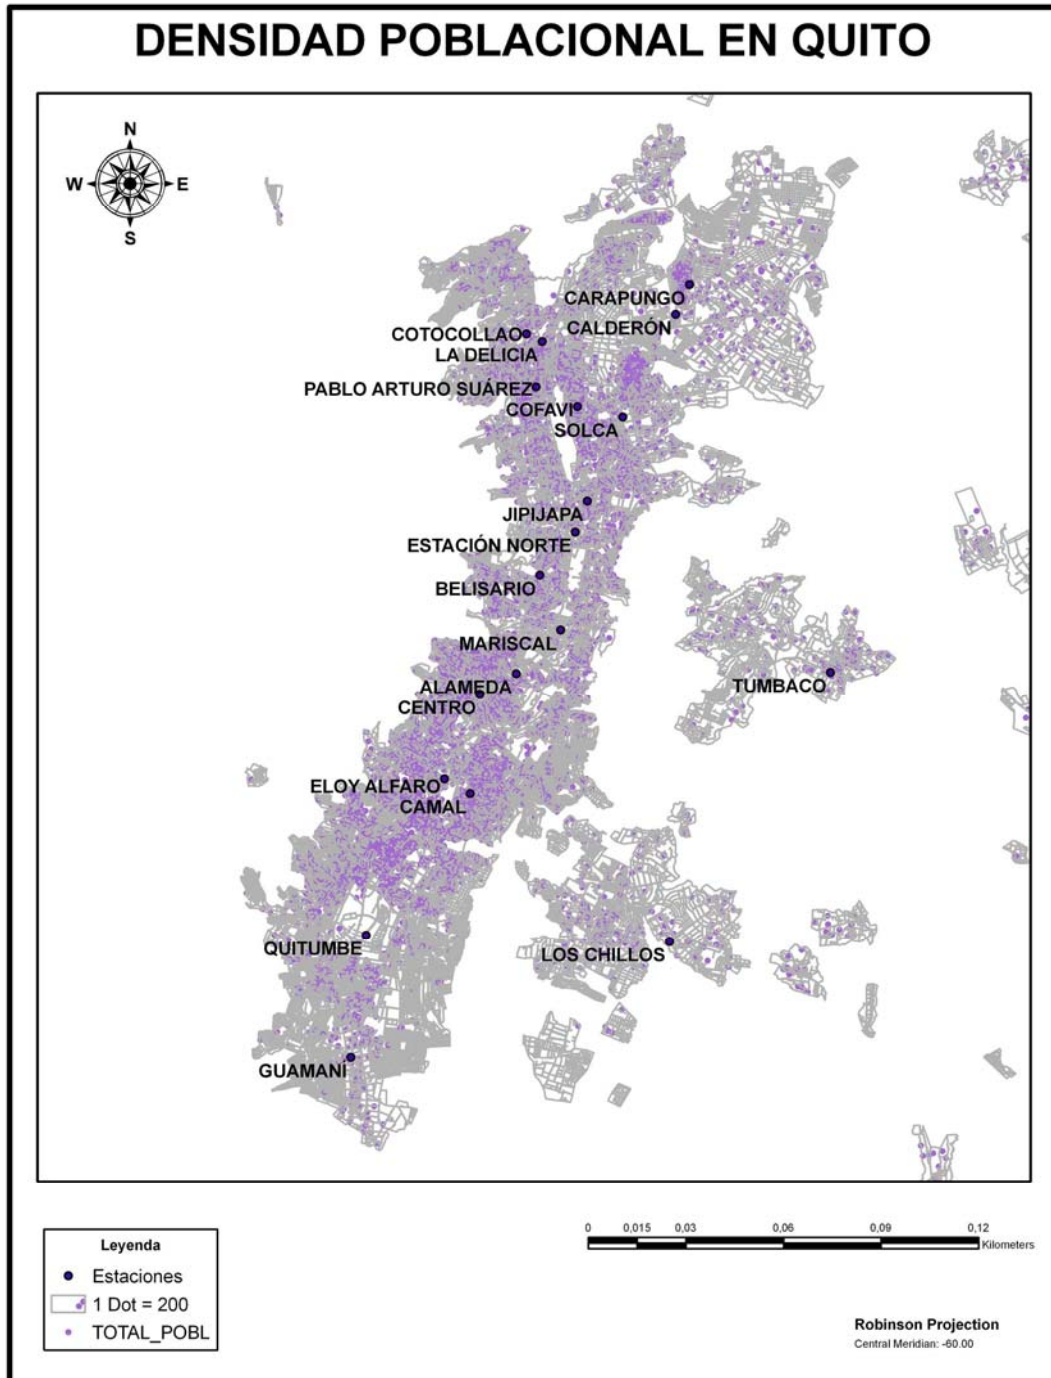 DENSIDAD POBLACIONAL EN QUITO
N
W E
S
CARAPUNGO
CALDERÓN
COTOCOLLAO
LA DELICIA
PABLO ARTURO SUÁREZ
COFAVI
SOLCA
JIPIJAPA
ESTACIÓN NORTE
BELISARIO
MARISCAL
ALAMEDA
CENTRO
TUMBACO
ELOY ALFARO
CAMAL
QUITUMBE
LOS CHILLOS
GUAMANÍ
0 0,015 0,03 0,06 0,09 0,12
Kilometers
Leyenda
Estaciones
1 Dot = 200
TOTAL_POBL
Robinson Projection
Central Meridian: -60.00